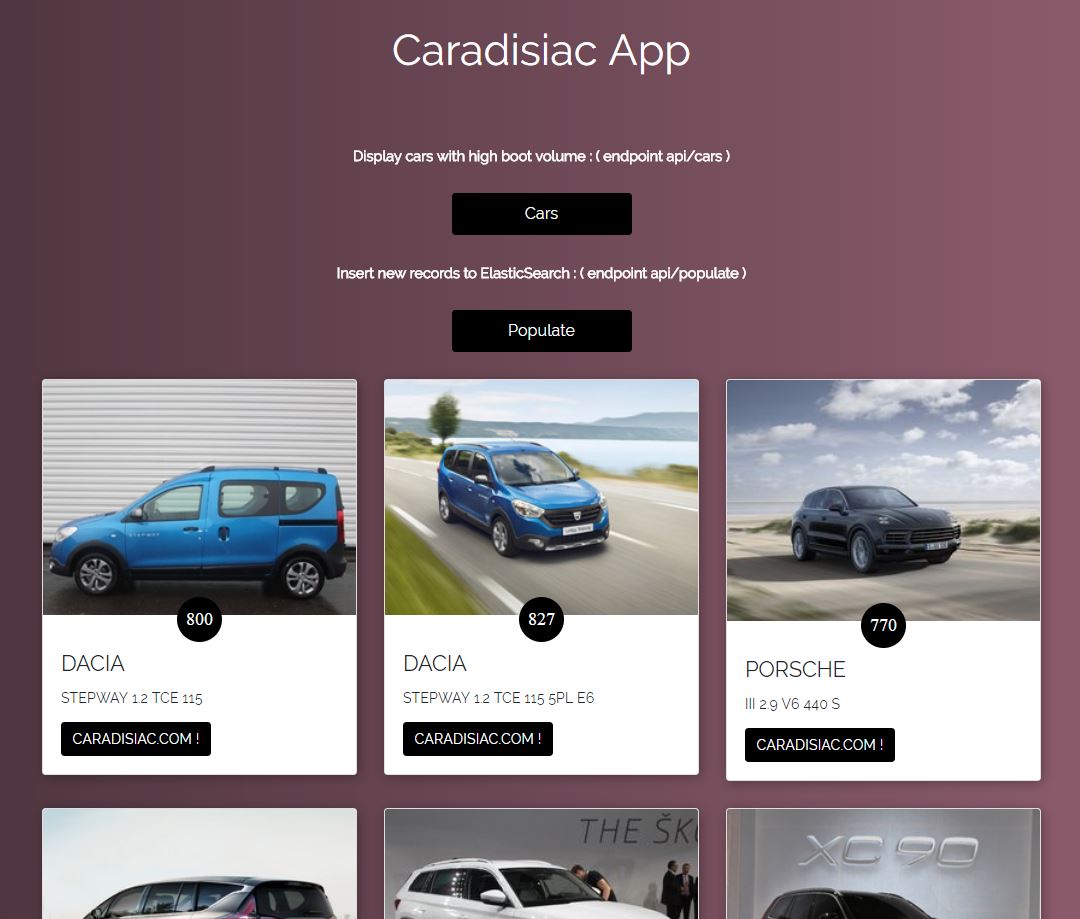 Caradisiac App
Display cars with high boot volume : ( endpoint api/cars )
Cars
Insert new records to ElasticSearch : ( endpoint api/populate )
Populate
STEPWAY
800
DACIA
STEPWAY 1.2 TCE 115
CARADISIAC.COM !
827
DACIA
STEPWAY 1.2 TCE 115 5PL E6
CARADISIAC.COM !
770
PORSCHE
III 2.9 V6 440 S
CARADISIAC.COM !
THE ŠKO
XC 90